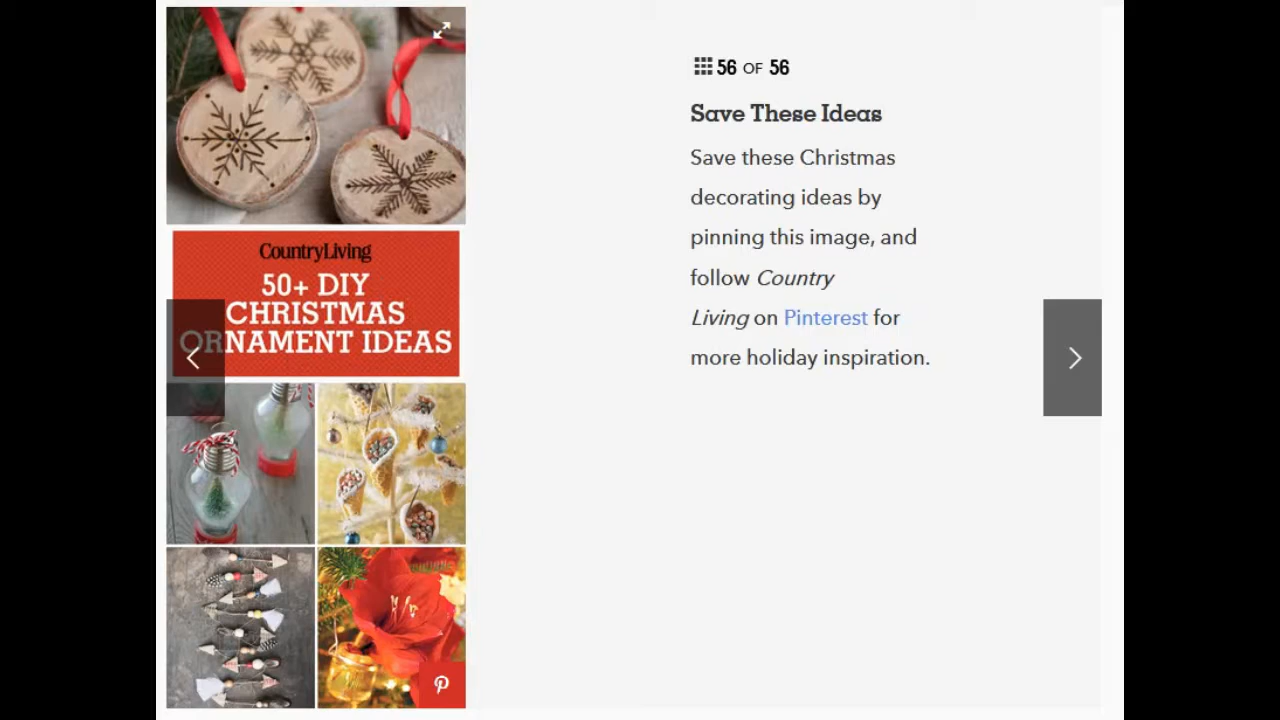 CountryLiving
50+ DIY
CHRISTMAS
ORNAMENT IDEAS
56 OF 56
Save These Ideas
Save these Christmas
decorating ideas by
pinning this image, and
follow Country
Living on Pinterest for
more holiday inspiration.